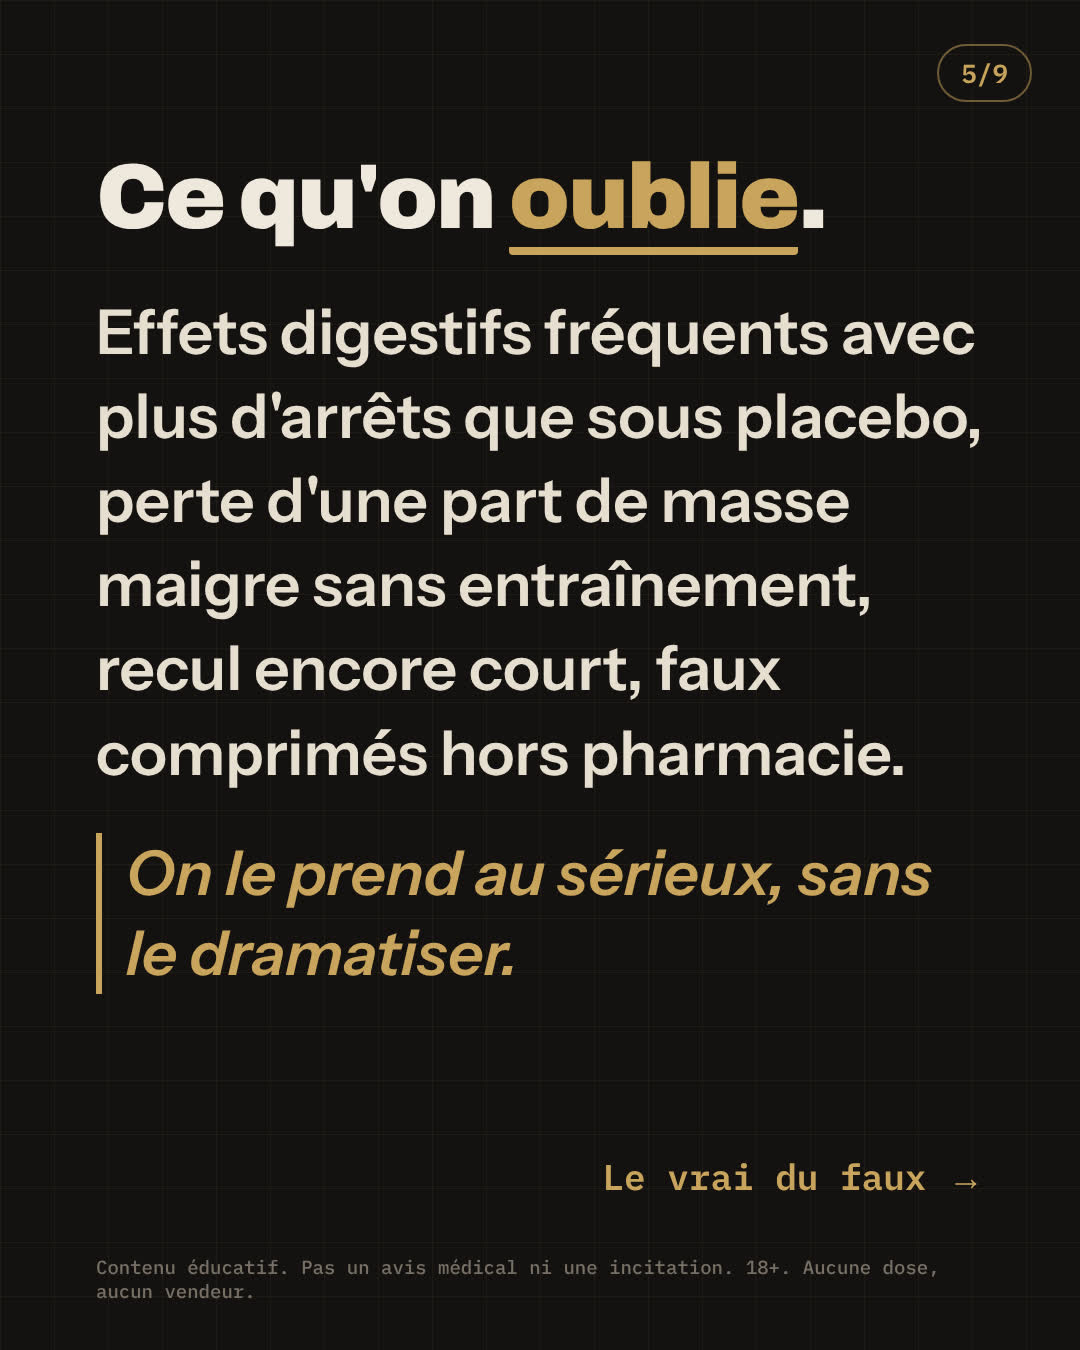 5/9
Ce qu'on oublie.
Effets digestifs fréquents avec
plus d'arrêts que sous placebo,
perte d'une part de masse
maigre sans entraînement,
recul encore court, faux
comprimés hors pharmacie.
On le prend au sérieux, sans
le dramatiser.
Le vrai du faux →
Contenu éducatif. Pas un avis médical ni une incitation. 18+. Aucune dose,
aucun vendeur.